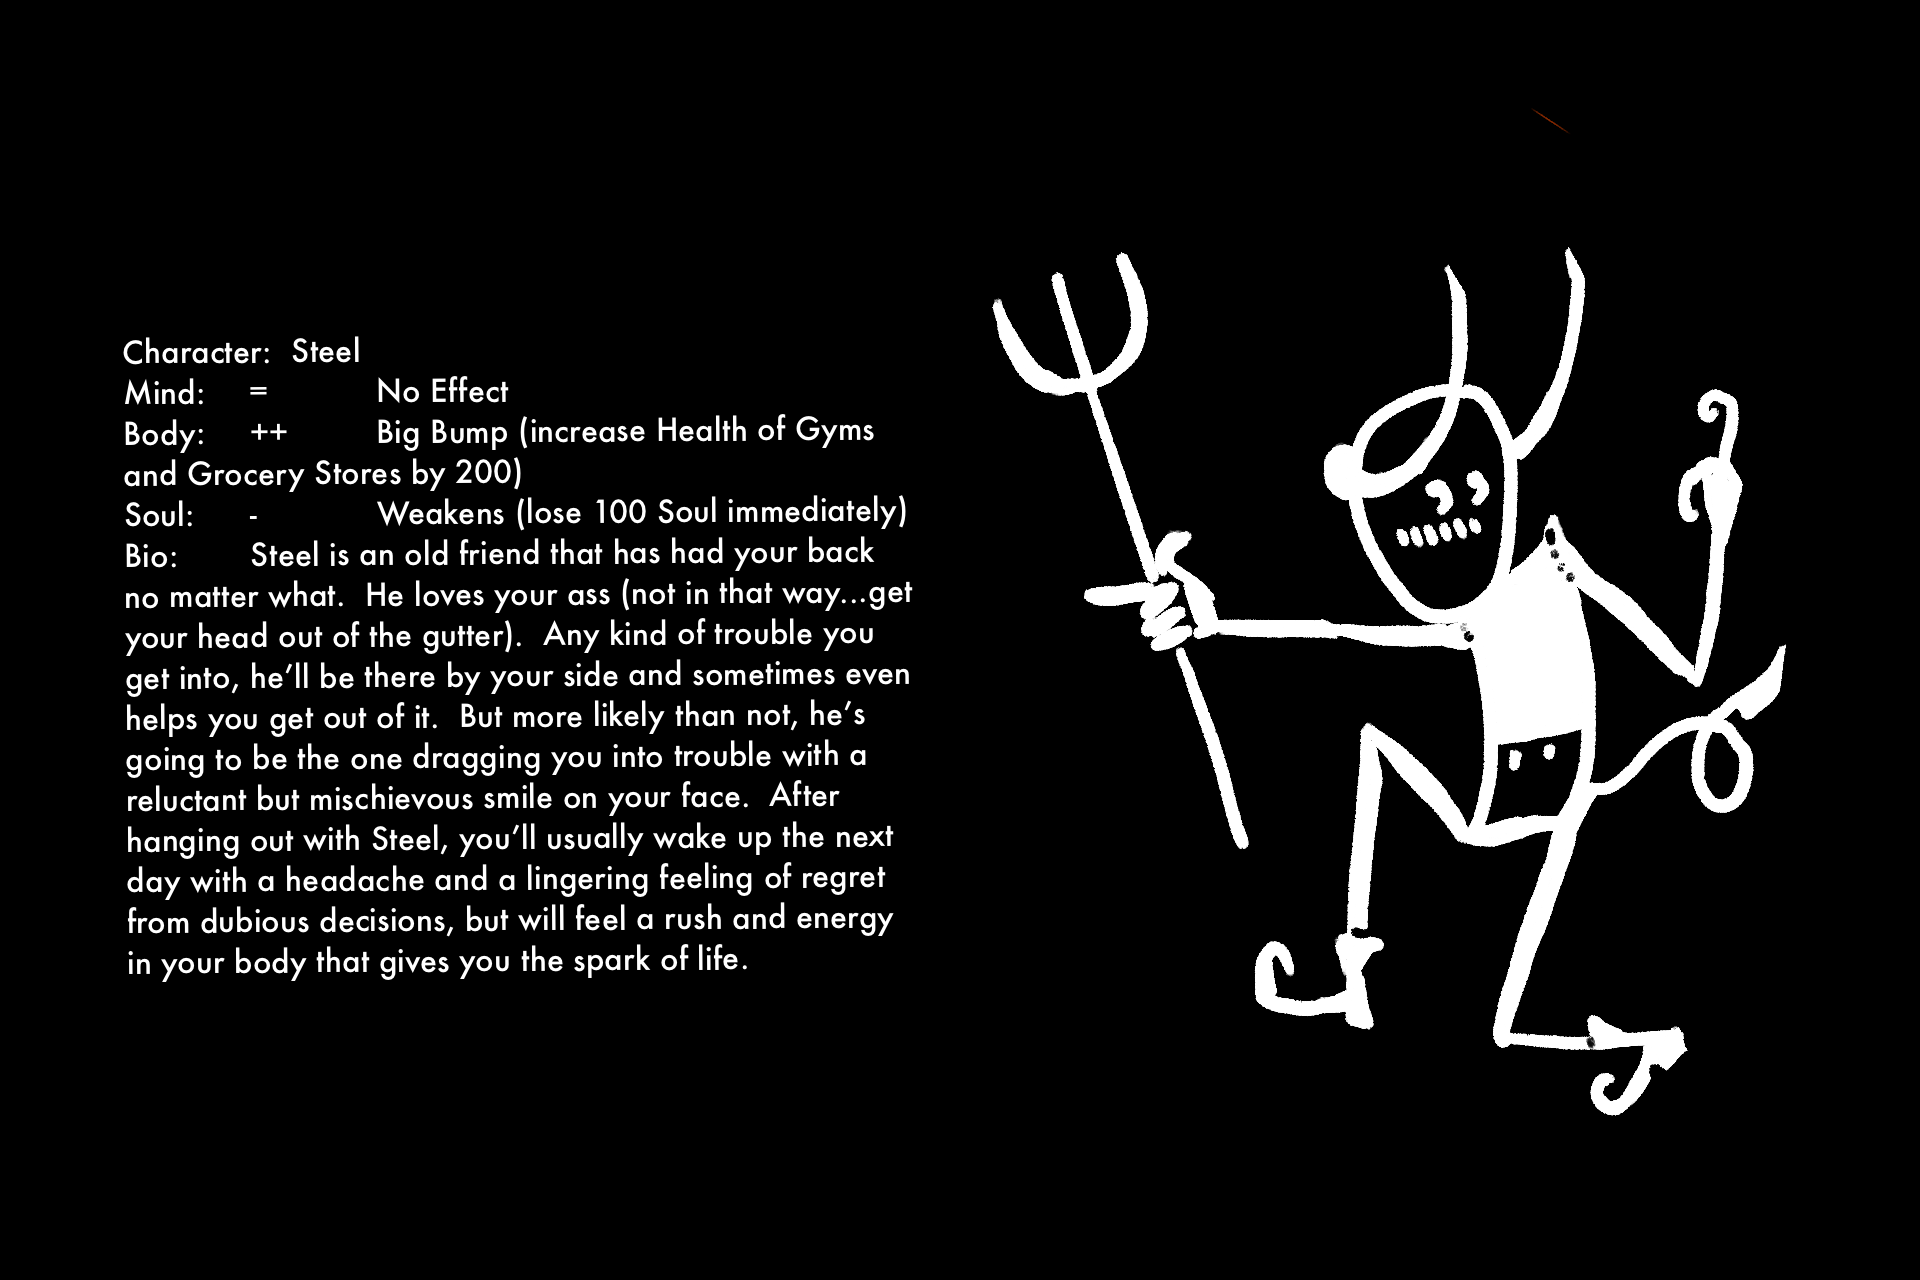 Character: Steel
Mind: = No Effect
Body: ++ Big Bump (increase Health of Gyms
and Grocery Stores by 200)
Soul: - Weakens (lose 100 Soul immediately)
Bio: Steel is an old friend that has had your back
no matter what. He loves your ass (not in that way...get
your head out of the gutter). Any kind of trouble you
get into, he’ll be there by your side and sometimes even
helps you get out of it. But more likely than not, he’s
going to be the one dragging you into trouble with a
reluctant but mischievous smile on your face. After
hanging out with Steel, you’ll usually wake up the next
day with a headache and a lingering feeling of regret
from dubious decisions, but will feel a rush and energy
in your body that gives you the spark of life.